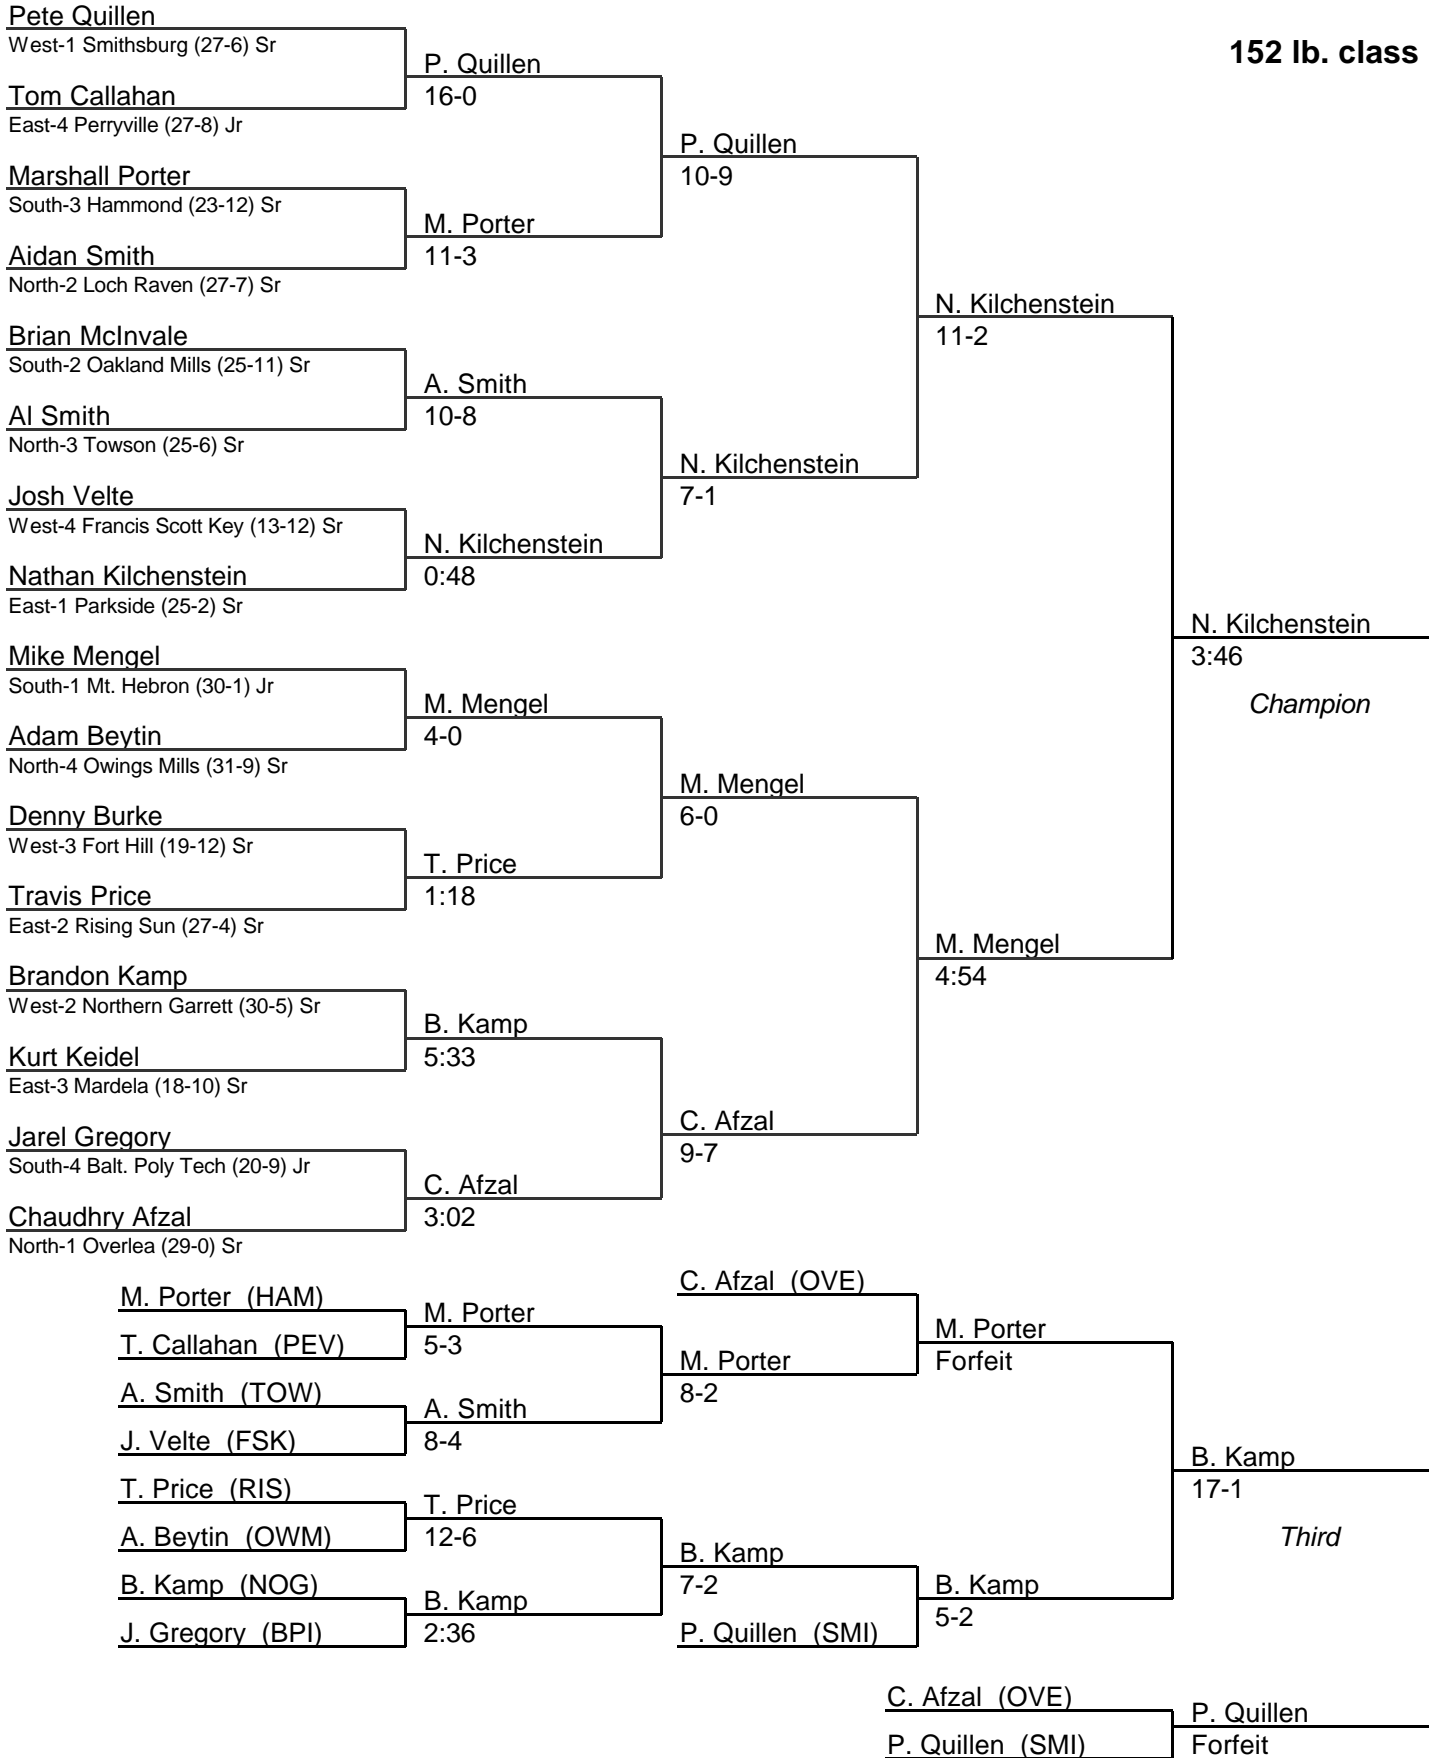 152 lb. class
Pete Quillen
West-1 Smithsburg (27-6) Sr
P. Quillen
16-0
Tom Callahan
East-4 Perryville (27-8) Jr
P. Quillen
10-9
Marshall Porter
South-3 Hammond (23-12) Sr
M. Porter
11-3
Aidan Smith
North-2 Loch Raven (27-7) Sr
N. Kilchenstein
11-2
Brian McInvale
South-2 Oakland Mills (25-11) Sr
A. Smith
10-8
Al Smith
North-3 Towson (25-6) Sr
N. Kilchenstein
7-1
Josh Velte
West-4 Francis Scott Key (13-12) Sr
N. Kilchenstein
0:48
Nathan Kilchenstein
East-1 Parkside (25-2) Sr
N. Kilchenstein
3:46
Champion
Mike Mengel
South-1 Mt. Hebron (30-1) Jr
M. Mengel
4-0
Adam Beytin
North-4 Owings Mills (31-9) Sr
M. Mengel
6-0
Denny Burke
West-3 Fort Hill (19-12) Sr
T. Price
1:18
Travis Price
East-2 Rising Sun (27-4) Sr
M. Mengel
4:54
Brandon Kamp
West-2 Northern Garrett (30-5) Sr
B. Kamp
5:33
Kurt Keidel
East-3 Mardela (18-10) Sr
C. Afzal
9-7
Jarel Gregory
South-4 Balt. Poly Tech (20-9) Jr
C. Afzal
3:02
Chaudhry Afzal
North-1 Overlea (29-0) Sr
C. Afzal (OVE)
M. Porter (HAM)
M. Porter
5-3
T. Callahan (PEV)
M. Porter
Forfeit
M. Porter
8-2
A. Smith (TOW)
A. Smith
8-4
J. Velte (FSK)
B. Kamp
17-1
Third
T. Price (RIS)
T. Price
12-6
A. Beytin (OWM)
B. Kamp
7-2
B. Kamp (NOG)
B. Kamp
2:36
B. Kamp
5-2
J. Gregory (BPI)
P. Quillen (SMI)
C. Afzal (OVE)
P. Quillen
Forfeit
P. Quillen (SMI)